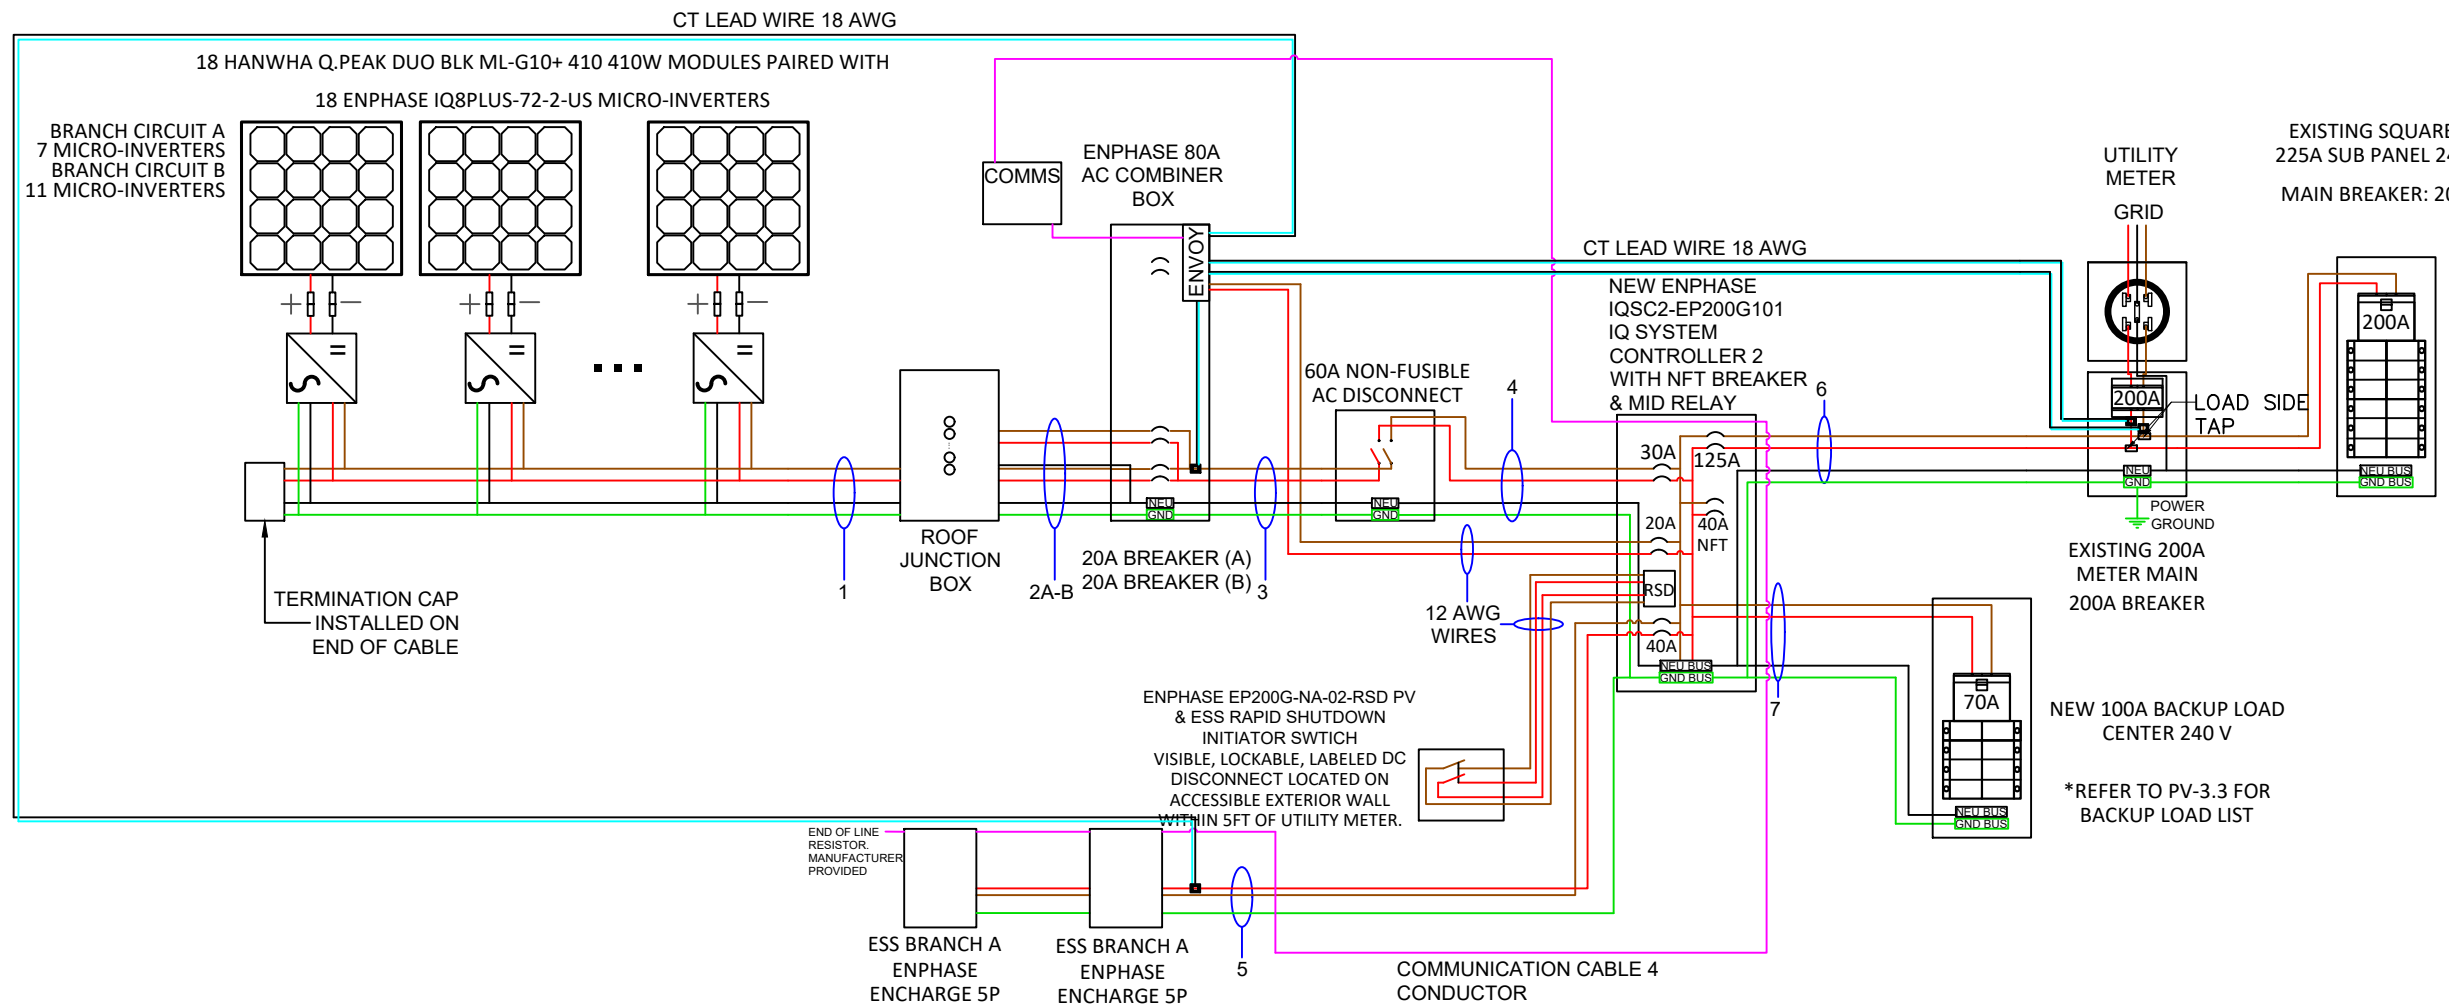 CT LEAD WIRE 18 AWG
18 HANWHA Q.PEAK DUO BLK ML-G10+ 410 410W MODULES PAIRED WITH
18 ENPHASE IQ8PLUS-72-2-US MICRO-INVERTERS
BRANCH CIRCUIT A
7 MICRO-INVERTERS
BRANCH CIRCUIT B
11 MICRO-INVERTERS
TERMINATION CAP
INSTALLED ON
END OF CABLE
1
ROOF
JUNCTION
BOX
2A-B
COMMS
ENPHASE 80A
AC COMBINER
BOX
ENVOY
NEU
GND
20A BREAKER (A)
20A BREAKER (B)
3
60A NON-FUSIBLE
AC DISCONNECT
NEU
GND
4
12 AWG
WIRES
CT LEAD WIRE 18 AWG
NEW ENPHASE
IQSC2-EP200G101
IQ SYSTEM
CONTROLLER 2
WITH NFT BREAKER
& MID RELAY
30A
125A
20A
40A
NFT
RSD
40A
NEU BUS
GND BUS
6
7
UTILITY
METER
GRID
200A
LOAD SIDE
TAP
NEU
GND
POWER
GROUND
EXISTING 200A
METER MAIN
200A BREAKER
EXISTING SQUARE
225A SUB PANEL 24
MAIN BREAKER: 20
200A
NEU BUS
GND BUS
70A
NEU BUS
GND BUS
NEW 100A BACKUP LOAD
CENTER 240 V
*REFER TO PV-3.3 FOR
BACKUP LOAD LIST
ENPHASE EP200G-NA-02-RSD PV
& ESS RAPID SHUTDOWN
INITIATOR SWTICH
VISIBLE, LOCKABLE, LABELED DC
DISCONNECT LOCATED ON
ACCESSIBLE EXTERIOR WALL
WITHIN 5FT OF UTILITY METER.
END OF LINE
RESISTOR.
MANUFACTURER
PROVIDED
ESS BRANCH A
ENPHASE
ENCHARGE 5P
ESS BRANCH A
ENPHASE
ENCHARGE 5P
5
COMMUNICATION CABLE 4
CONDUCTOR